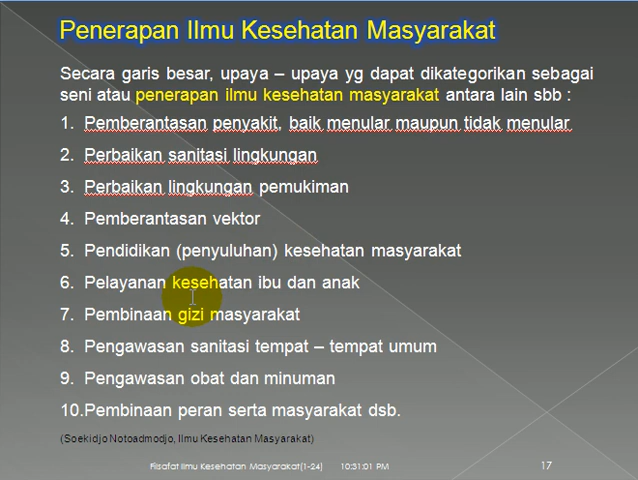 Penerapan Ilmu Kesehatan Masyarakat
Secara garis besar, upaya – upaya yg dapat dikategorikan sebagai
seni atau penerapan ilmu kesehatan masyarakat antara lain sbb :
1. Pemberantasan penyakit, baik menular maupun tidak menular
2. Perbaikan sanitasi lingkungan
3. Perbaikan lingkungan pemukiman
4. Pemberantasan vektor
5. Pendidikan (penyuluhan) kesehatan masyarakat
6. Pelayanan kesehatan ibu dan anak
7. Pembinaan gizi masyarakat
8. Pengawasan sanitasi tempat – tempat umum
9. Pengawasan obat dan minuman
10.Pembinaan peran serta masyarakat dsb.
(Soekidjo Notoadmodjo, Ilmu Kesehatan Masyarakat)
Flisafat Ilmu Kesehatan Masyarakat(1-24) 10:31:01 PM 17